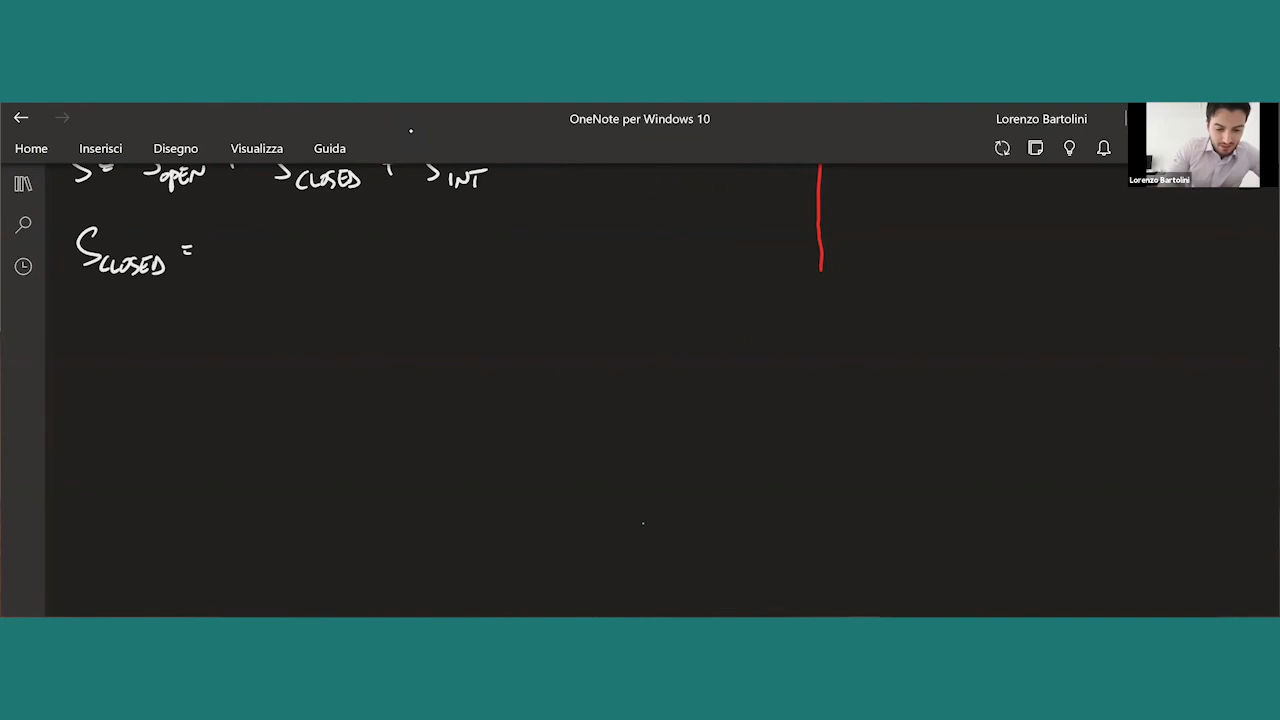 OneNote per Windows 10
Lorenzo Bartolini
Home Inserisci Disegno Visualizza Guida
Lorenzo Bartolini
S = S OPEN + S CLOSED + S INT
S CLOSED =